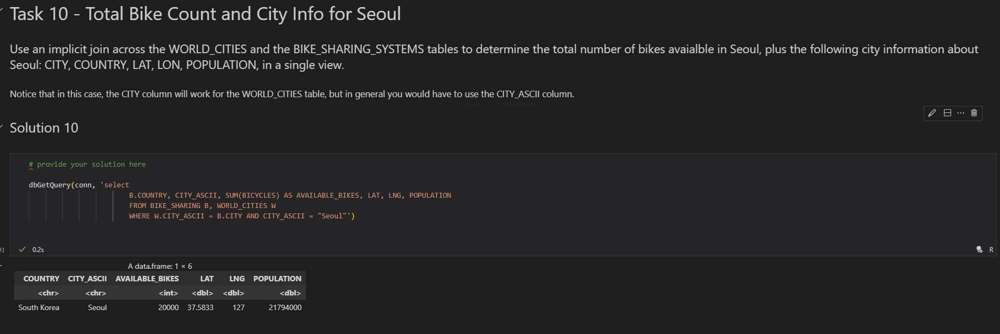 Task 10 - Total Bike Count and City Info for Seoul
Use an implicit join across the WORLD_CITIES and the BIKE_SHARING_SYSTEMS tables to determine the total number of bikes avaialble in Seoul, plus the following city information about
Seoul: CITY, COUNTRY, LAT, LON, POPULATION, in a single view.
Notice that in this case, the CITY column will work for the WORLD_CITIES table, but in general you would have to use the CITY_ASCII column.
+ Code + Markdown
Solution 10
# provide your solution here
dbGetQuery(conn, 'select
B.COUNTRY, CITY_ASCII, SUM(BICYCLES) AS AVAILABLE_BIKES, LAT, LNG, POPULATION
FROM BIKE_SHARING B, WORLD_CITIES W
WHERE W.CITY_ASCII = B.CITY AND CITY_ASCII = "Seoul"')
]
0.2s
R
A data.frame: 1 × 6
COUNTRY CITY_ASCII AVAILABLE_BIKES LAT LNG POPULATION
<chr> <chr> <int> <dbl> <dbl> <dbl>
South Korea Seoul 20000 37.5833 127 21794000